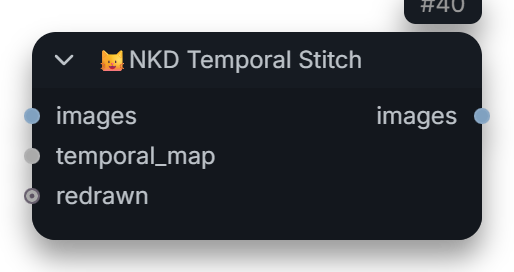 #40
🐱NKD Temporal Stitch
images
images
temporal_map
redrawn